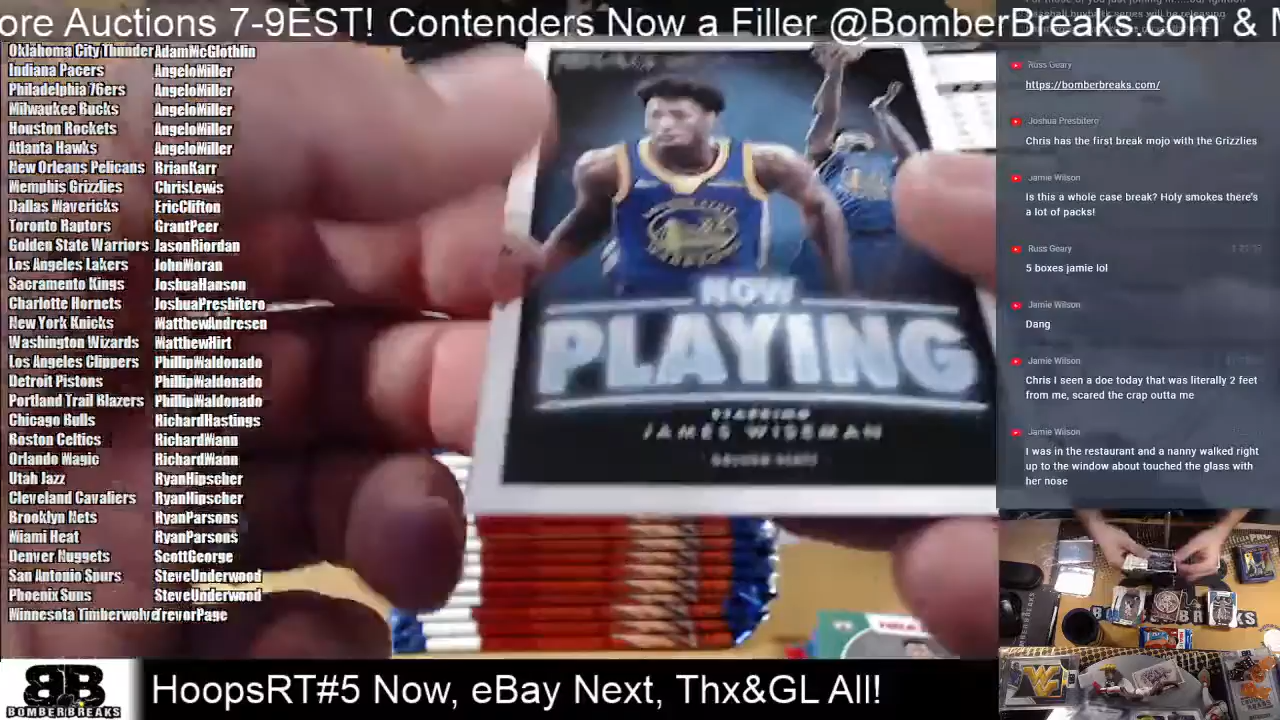 ore Auctions 7-9EST! Contenders Now a Filler @BomberBreaks.com & M
Oklahoma City Thunder AdamMcGlothlin
Indiana Pacers AngeloMiller
Philadelphia 76ers AngeloMiller
Milwaukee Bucks AngeloMiller
Houston Rockets AngeloMiller
Atlanta Hawks AngeloMiller
New Orleans Pelicans BrianKarr
Memphis Grizzlies ChrisLewis
Dallas Mavericks EricClifton
Toronto Raptors GrantPeer
Golden State Warriors JasonRiordan
Los Angeles Lakers JohnMoran
Sacramento Kings JoshuaHanson
Charlotte Hornets JoshuaPresbitero
New York Knicks MatthewAndresen
Washington Wizards MatthewHirt
Los Angeles Clippers PhillipMaldonado
Detroit Pistons PhillipMaldonado
Portland Trail Blazers PhillipMaldonado
Chicago Bulls RichardHastings
Boston Celtics RichardWann
Orlando Magic RichardWann
Utah Jazz RyanHipscher
Cleveland Cavaliers RyanHipscher
Brooklyn Nets RyanParsons
Miami Heat RyanParsons
Denver Nuggets ScottGeorge
San Antonio Spurs SteveUnderwood
Phoenix Suns SteveUnderwood
Minnesota Timberwolve TrevorPage
NOW
PLAYING
STARRING
JAMES WISEMAN
GOLDEN STATE
Russ Geary
https://bomberbreaks.com/
Joshua Presbitero
Chris has the first break mojo with the Grizzlies
Jamie Wilson
Is this a whole case break? Holy smokes there's
a lot of packs!
Russ Geary
5 boxes jamie lol
Jamie Wilson
Dang
Jamie Wilson
Chris I seen a doe today that was literally 2 feet
from me, scared the crap outta me
Jamie Wilson
I was in the restaurant and a nanny walked right
up to the window about touched the glass with
her nose
BB
BOMBERBREAKS
HoopsRT#5 Now, eBay Next, Thx&GL All!